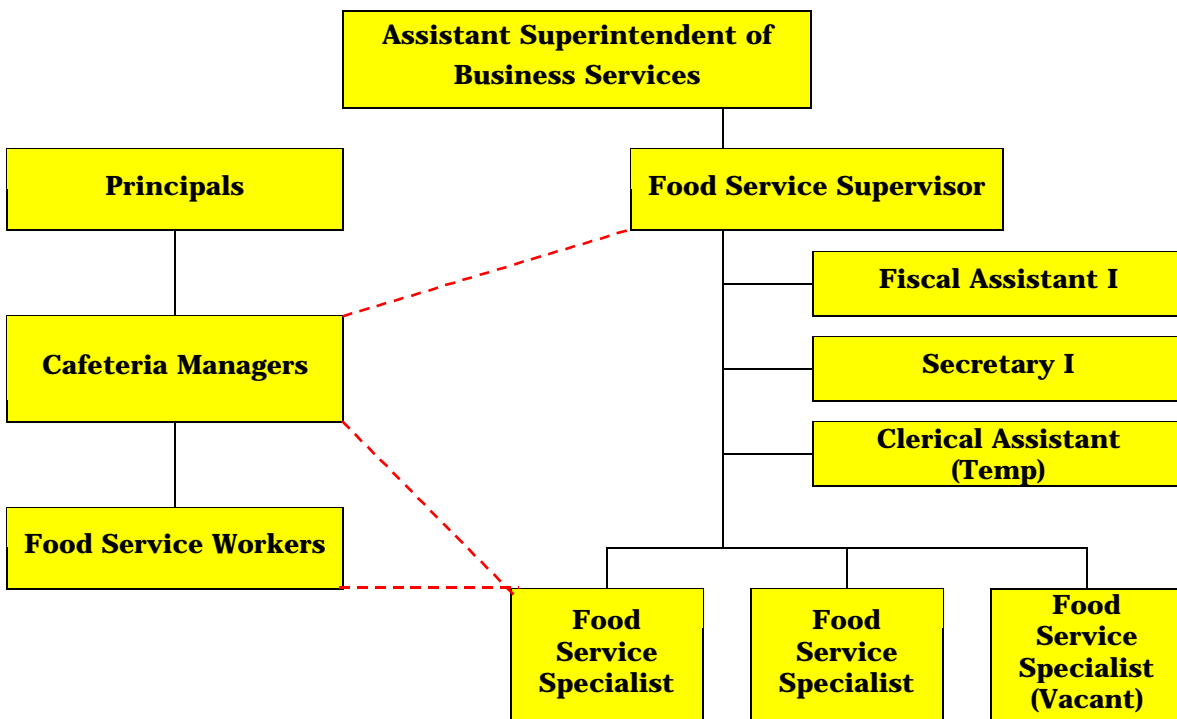 Assistant Superintendent of
Business Services
Principals
Food Service Supervisor
Fiscal Assistant I
Cafeteria Managers
Secretary I
Clerical Assistant
(Temp)
Food Service Workers
Food
Service
Specialist
Food
Service
Specialist
Food
Service
Specialist
(Vacant)